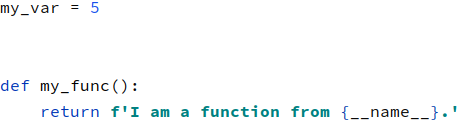 my_var = 5
def my_func():
    return f'I am a function from {__name__}.'